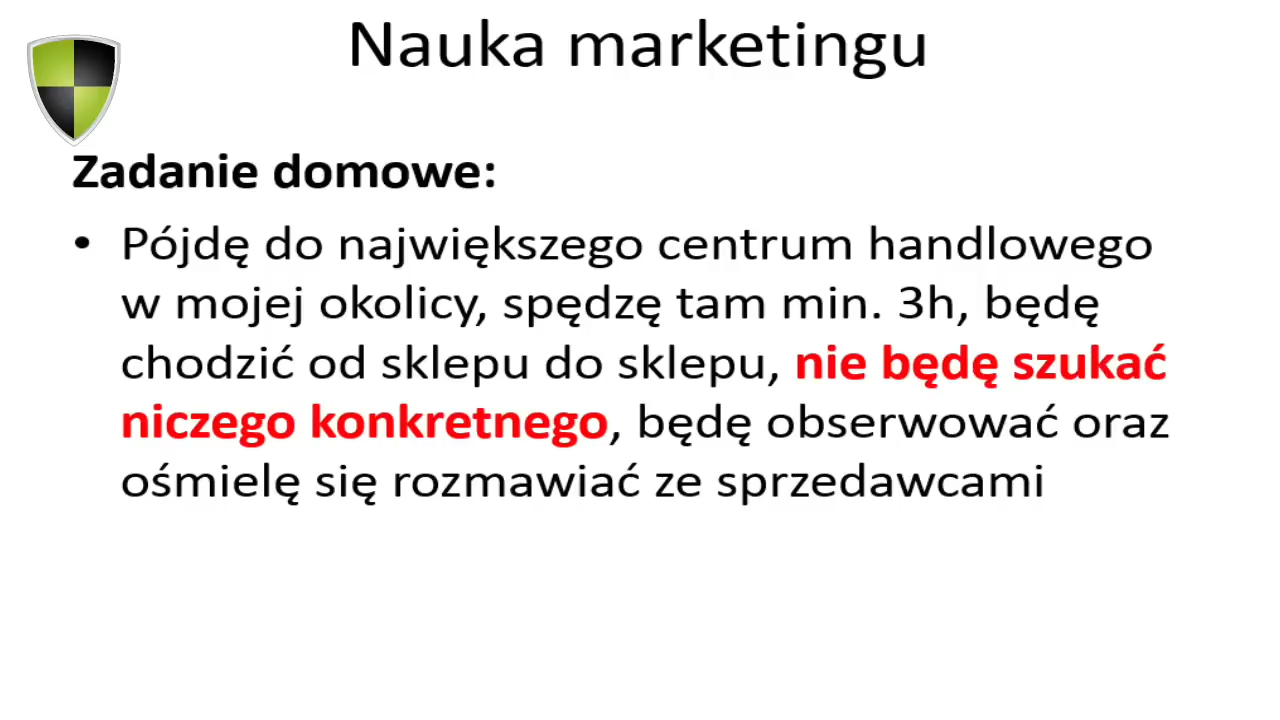 Nauka marketingu
Zadanie domowe:
• Pójdę do największego centrum handlowego
w mojej okolicy, spędzę tam min. 3h, będę
chodzić od sklepu do sklepu, nie będę szukać
niczego konkretnego, będę obserwować oraz
ośmielę się rozmawiać ze sprzedawcami